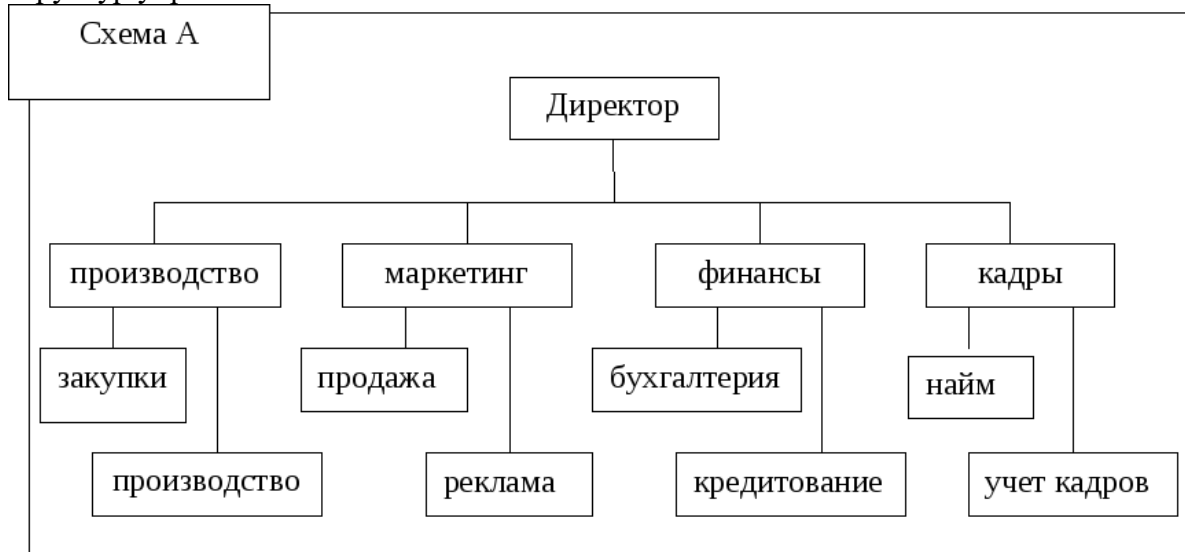 Схема А
Директор
производство
маркетинг
финансы
кадры
закупки
продажа
бухгалтерия
найм
производство
реклама
кредитование
учет кадров